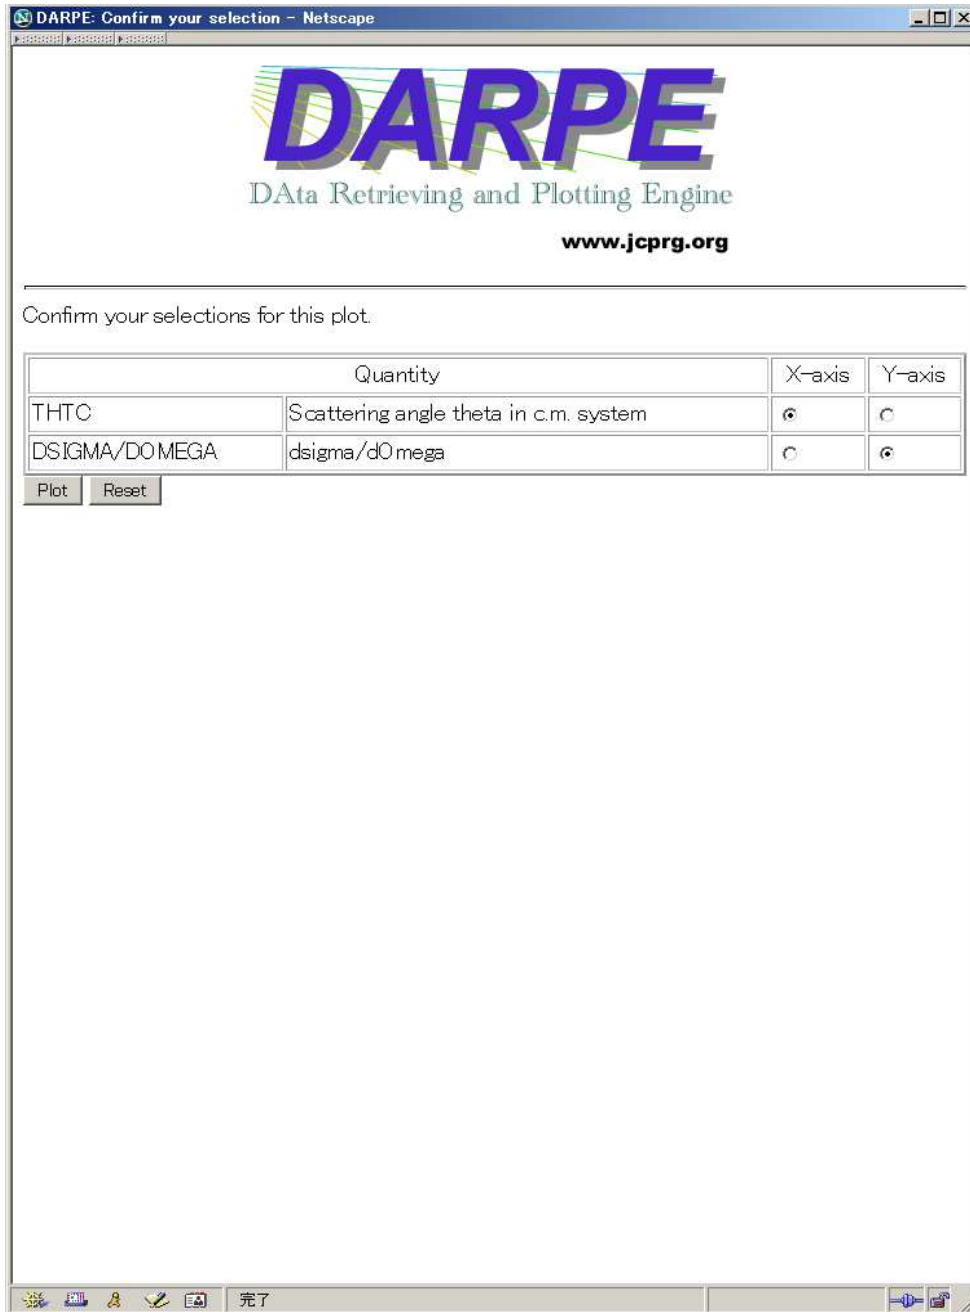 DARPE: Confirm your selection - Netscape
DARPE
DAta Retrieving and Plotting Engine
www.jcprg.org
Confirm your selections for this plot.
Quantity X-axis Y-axis
THTC Scattering angle theta in c.m. system
DSIGMA/DOMEGA dsigma/dOmega
Plot Reset
完了